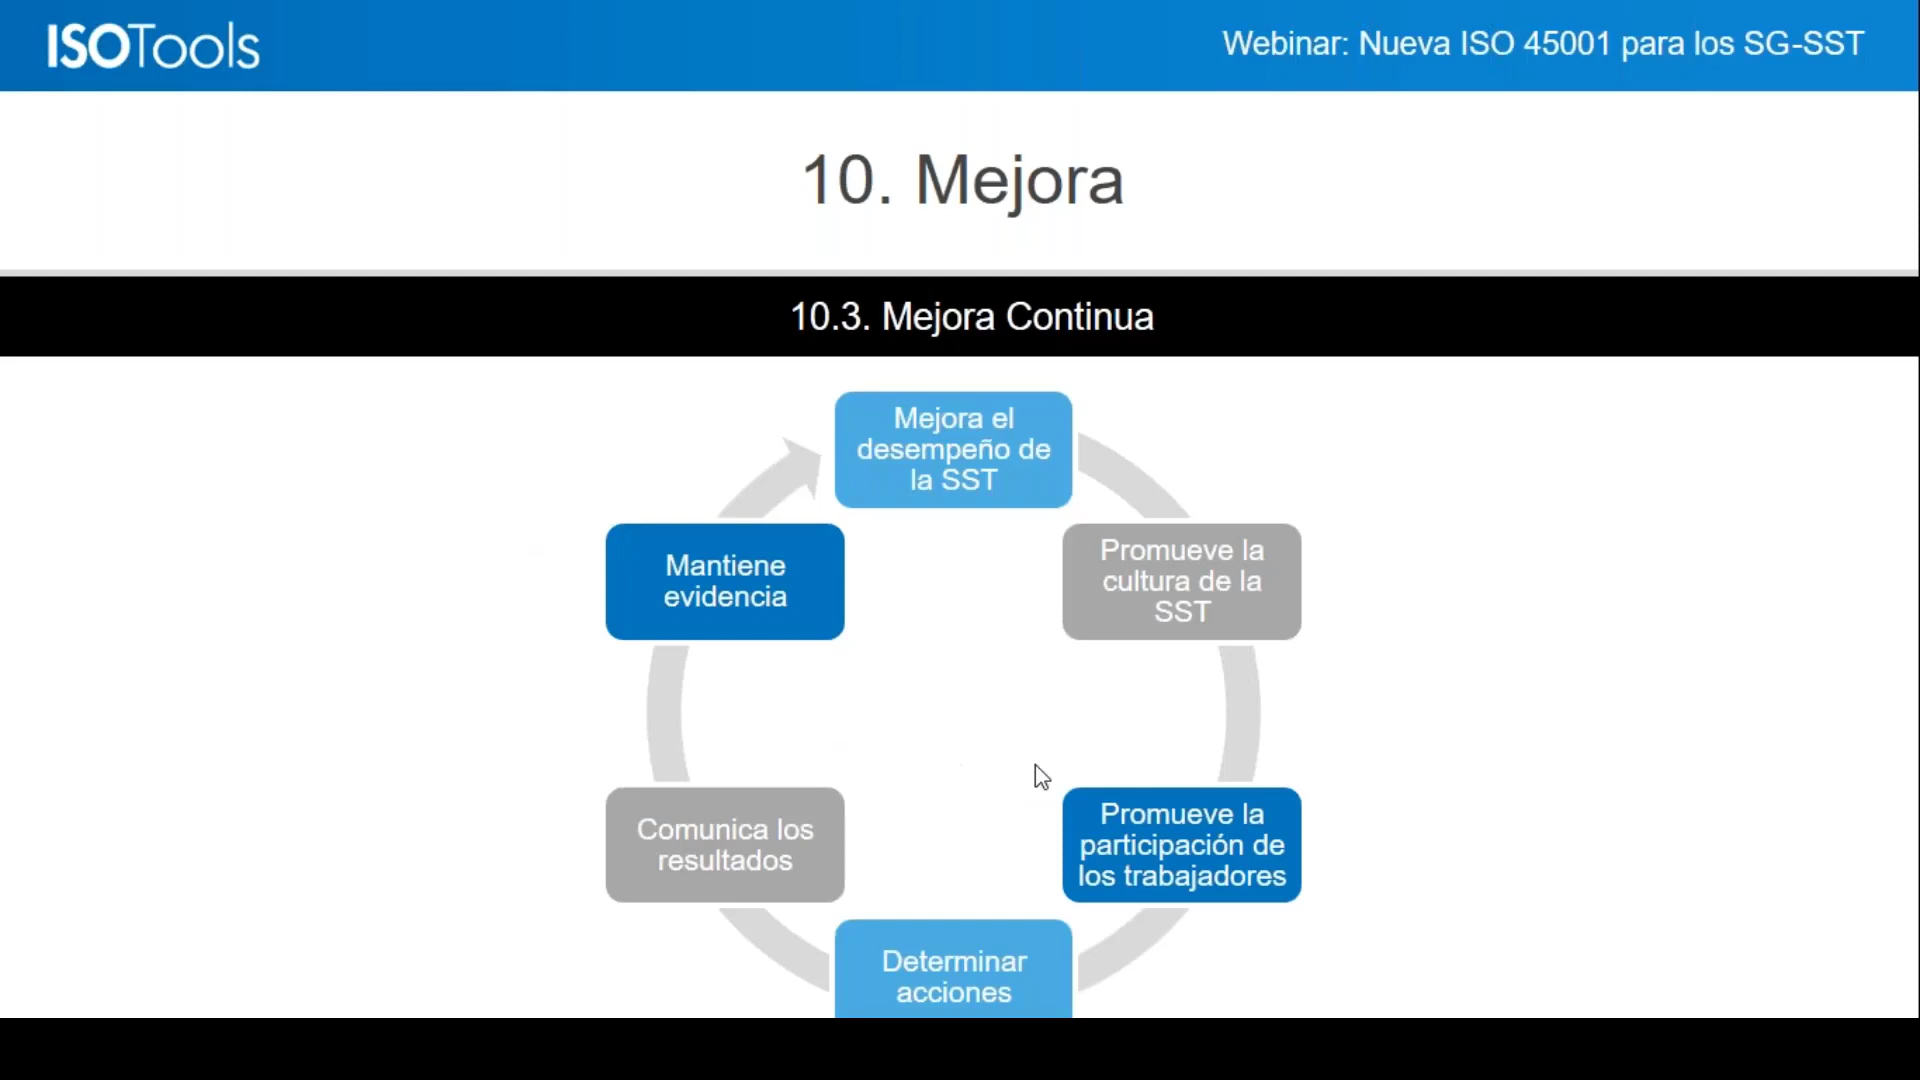 ISOTools
Webinar: Nueva ISO 45001 para los SG-SST
10. Mejora
10.3. Mejora Continua
Mejora el
desempeño de
la SST
Promueve la
cultura de la
SST
Promueve la
participación de
los trabajadores
Determinar
acciones
Comunica los
resultados
Mantiene
evidencia